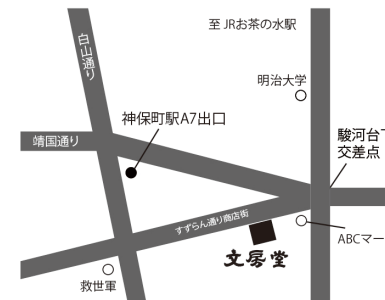 至 JRお茶の水駅
白山通り
明治大学
神保町駅A7出口
駿河台下
交差点
靖国通り
すずらん通り商店街
ABCマー
文房堂
救世軍